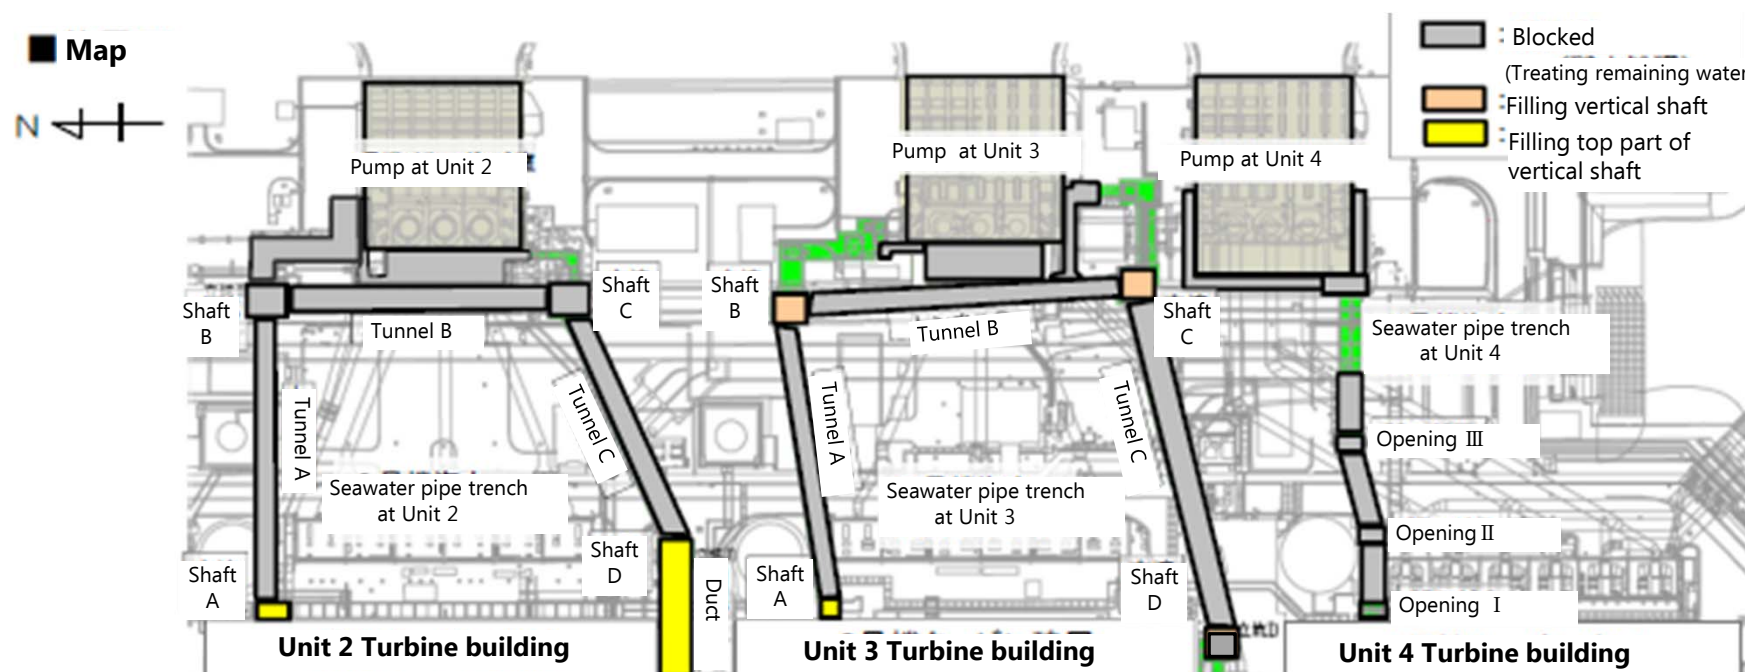 Map
N
: Blocked
(Treating remaining water
: Filling vertical shaft
: Filling top part of
vertical shaft
Pump at Unit 2
Pump at Unit 3
Pump at Unit 4
Shaft
B
Tunnel B
Shaft
C
Shaft
B
Tunnel B
Shaft
C
Seawater pipe trench
at Unit 4
Tunnel A
Tunnel C
Tunnel A
Tunnel C
Opening Ⅲ
Seawater pipe trench
at Unit 2
Seawater pipe trench
at Unit 3
Opening Ⅱ
Shaft
A
Shaft
D
Duct
Shaft
A
Shaft
D
Opening Ⅰ
Unit 2 Turbine building
Unit 3 Turbine building
Unit 4 Turbine building